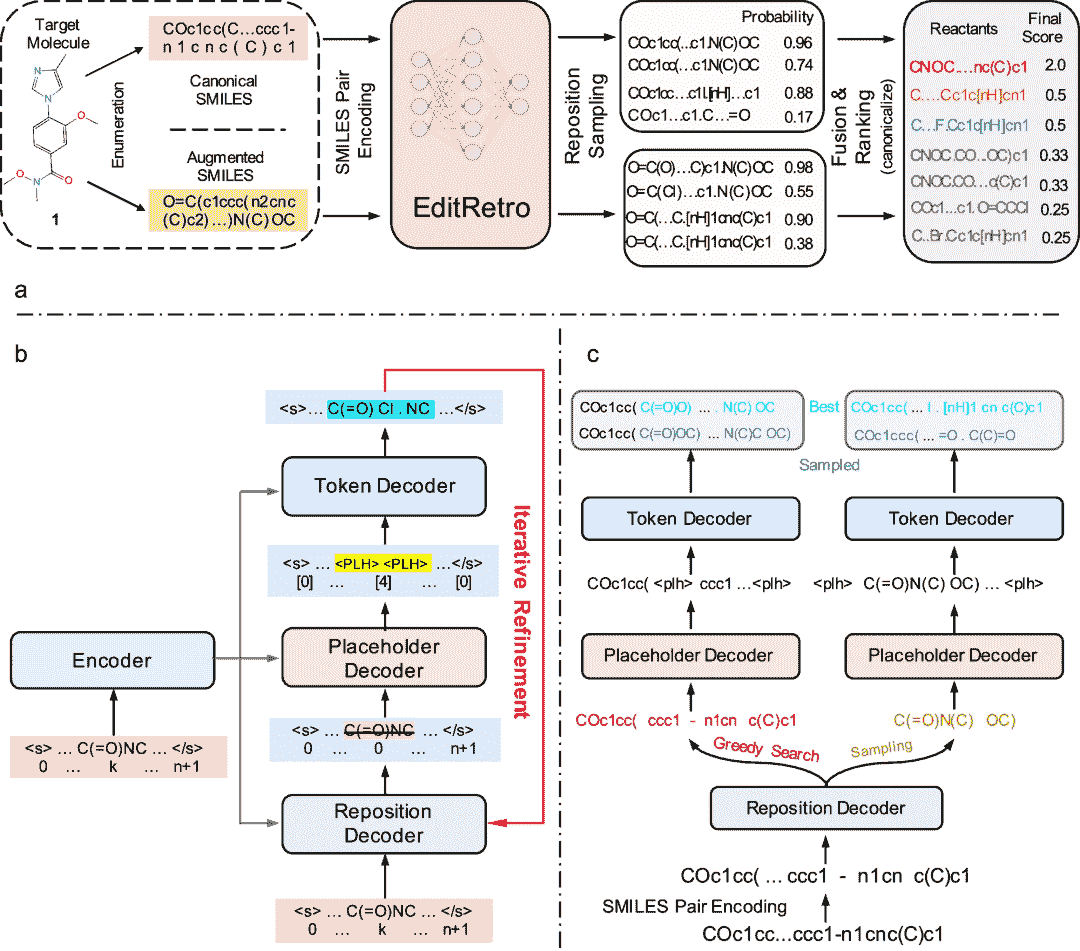 Target
Molecule
N
N
O
O
N
O
1
Enumeration
COc1cc(C...ccc1-
n1cnc(C)c1
Canonical
SMILES
Augmented
SMILES
O=C(c1ccc(n2cnc
(C)c2)....)N(C)OC
SMILES Pair
Encoding
EditRetro
Reposition
Sampling
Probability
COc1cc(...c1.N(C)OC 0.96
COc1cc(...c1.N(C)OC 0.74
COc1cc...c1I.[nH]...c1 0.88
COc1...c1.C...=O 0.17
O=C(O)...C)c1.N(C)OC 0.98
O=C(Cl)...c1.N(C)OC 0.55
O=C(...C.[nH]1cnc(C)c1 0.90
O=C(...C.[nH]1cnc(C)c1 0.38
Fusion &
Ranking
(canonicalize)
Reactants Final
Score
CNOC.....nc(C)c1 2.0
C.....Cc1c[nH]cn1 0.5
C...F.Cc1c[nH]cn1 0.5
CNOC.CO...OC)c1 0.33
CNOC.CO...c(C)c1 0.33
COc1...c1.O=CCCl 0.25
C..Br.Cc1c[nH]cn1 0.25
a
b
<s>... C(=O) Cl . NC ...</s>
Token Decoder
<s> ... <PLH> <PLH> ...</s>
[0] ... [4] ... [0]
Encoder
Placeholder
Decoder
<s> ... C(=O)NC ... </s>
0 ... 0 ... n+1
<s> ... C(=O)NC ... </s>
0 ... k ... n+1
Reposition
Decoder
<s> ... C(=O)NC ... </s>
0 ... k ... n+1
Iterative Refinement
c
COc1cc( C(=O)O) ... . N(C) OC
COc1cc( C(=O)OC) ... N(C)C OC)
Best
COc1cc( ... I . [nH]1 cn c(C)c1
COc1ccc( ... =O . C(C)=O
Sampled
Token Decoder
Token Decoder
COc1cc( <plh> ccc1 ...<plh>
<plh> C(=O)N(C) OC) ... <plh>
Placeholder Decoder
Placeholder Decoder
COc1cc( ccc1 - n1cn c(C)c1
C(=O)N(C) OC)
Greedy Search
Sampling
Reposition Decoder
COc1cc( ... ccc1 - n1cn c(C)c1
SMILES Pair Encoding
COc1cc...ccc1-n1cnc(C)c1